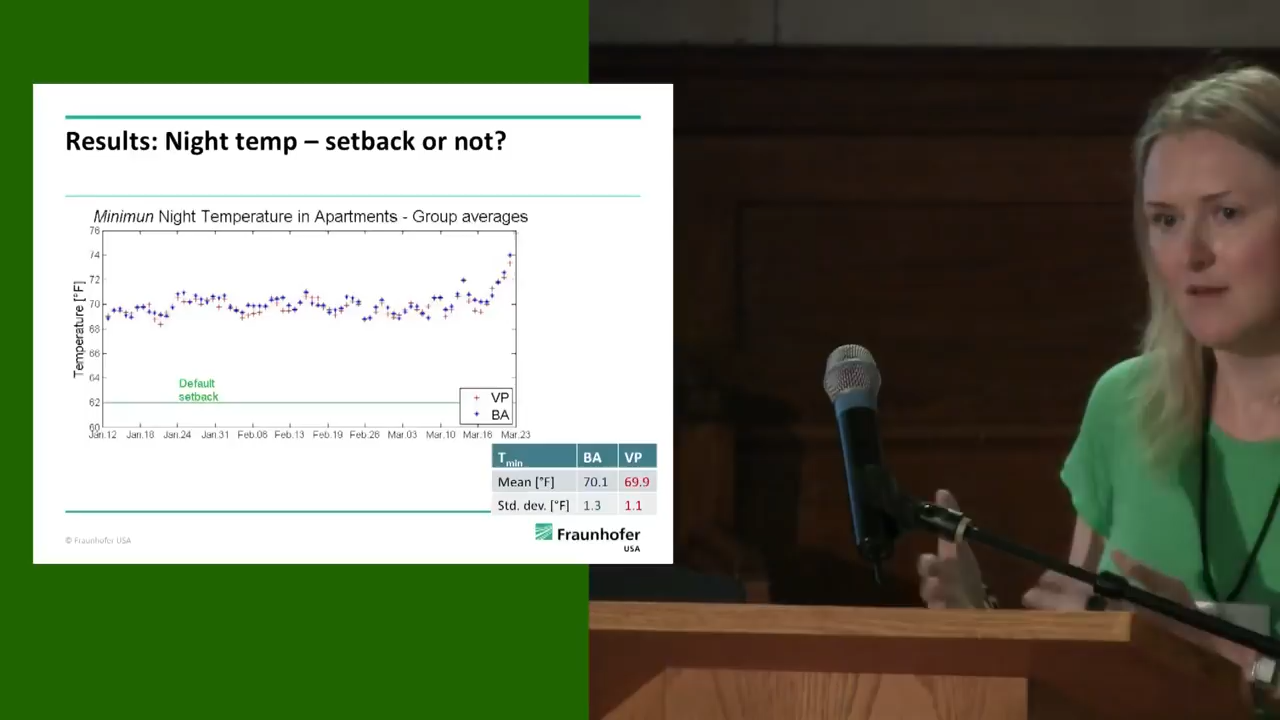 Results: Night temp – setback or not?
Minimun Night Temperature in Apartments - Group averages
Temperature [°F]
76
74
72
70
68
66
64
62
60
Default
setback
VP
BA
Jan.12 Jan.18 Jan.24 Jan.31 Feb.06 Feb.13 Feb.19 Feb.26 Mar.03 Mar.10 Mar.16 Mar.23
Tmin BA VP
Mean [°F] 70.1 69.9
Std. dev. [°F] 1.3 1.1
© Fraunhofer USA
Fraunhofer
USA